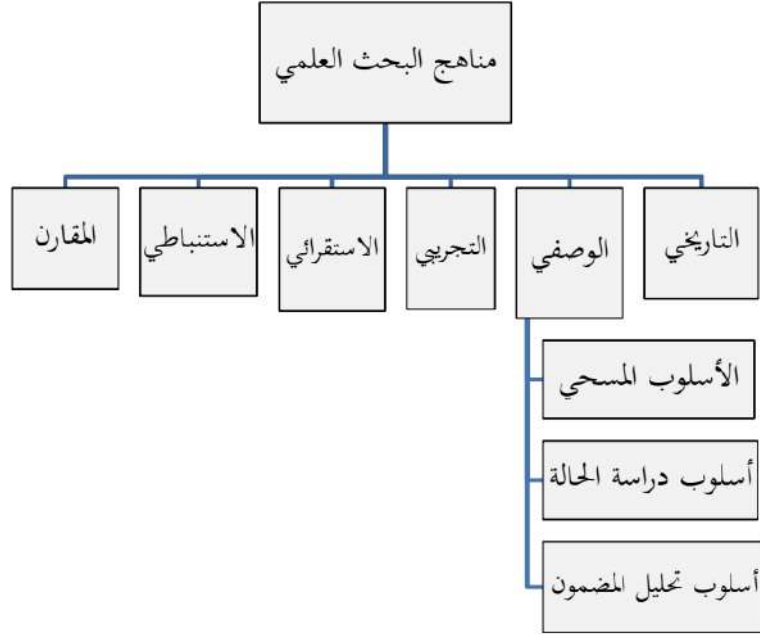 مناهج البحث العلمي
التاريخي
الوصفي
التجريبي
الاستقرائي
الاستنباطي
المقارن
الأسلوب المسحي
أسلوب دراسة الحالة
أسلوب تحليل المضمون